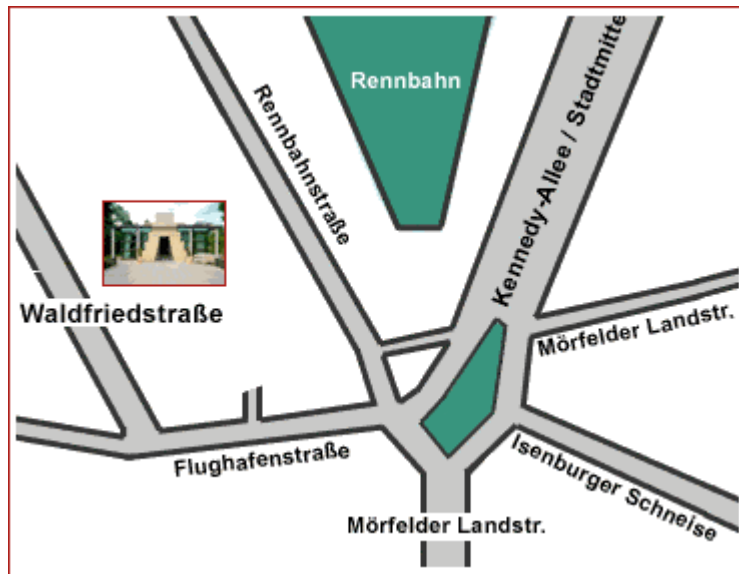 Rennbahn
Kennedy-Allee / Stadtmitte
Rennbahnstraße
Waldfriedstraße
Mörfelder Landstr.
Flughafenstraße
Isenburger Schneise
Mörfelder Landstr.